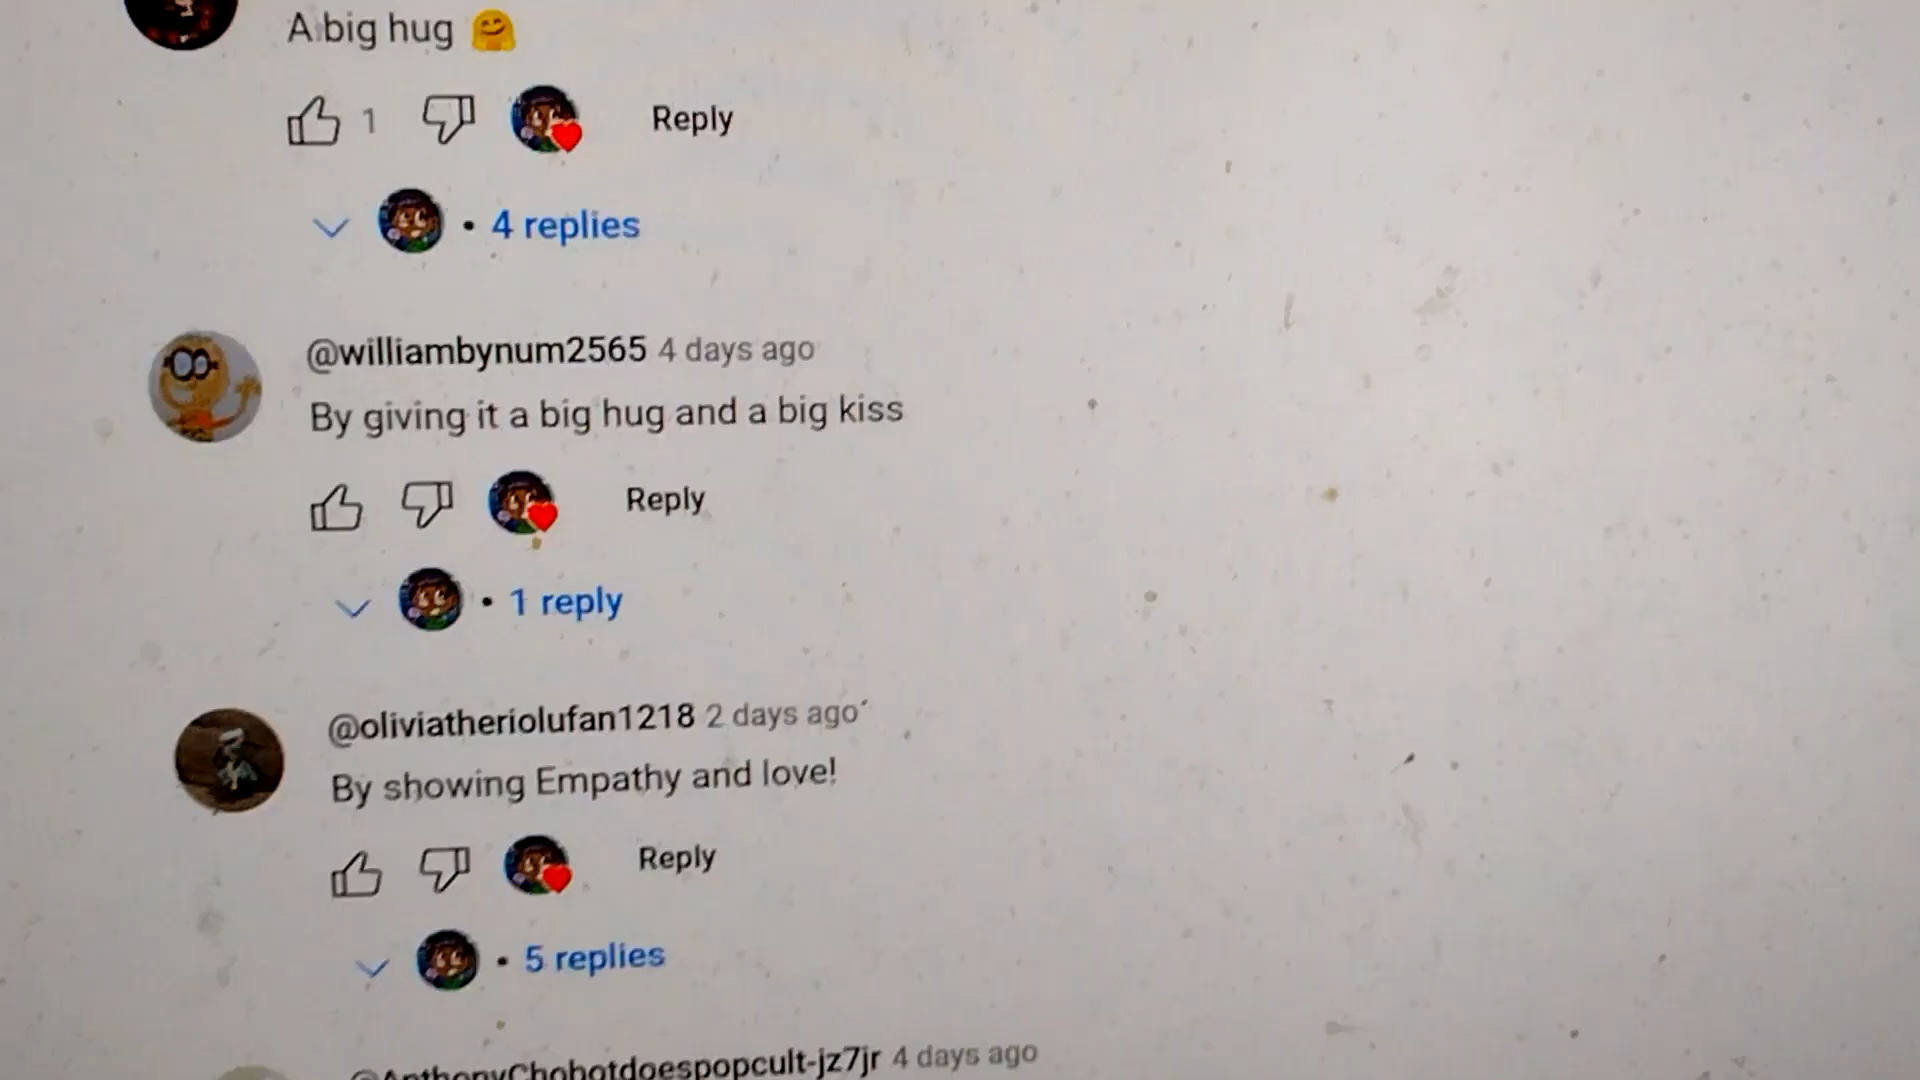 A big hug 🤗
1 Reply
• 4 replies
@williambynum2565 4 days ago
By giving it a big hug and a big kiss
Reply
• 1 reply
@oliviatheriolufan1218 2 days ago
By showing Empathy and love!
Reply
• 5 replies
@AnthonyChobotdoespopcult-jz7jr 4 days ago